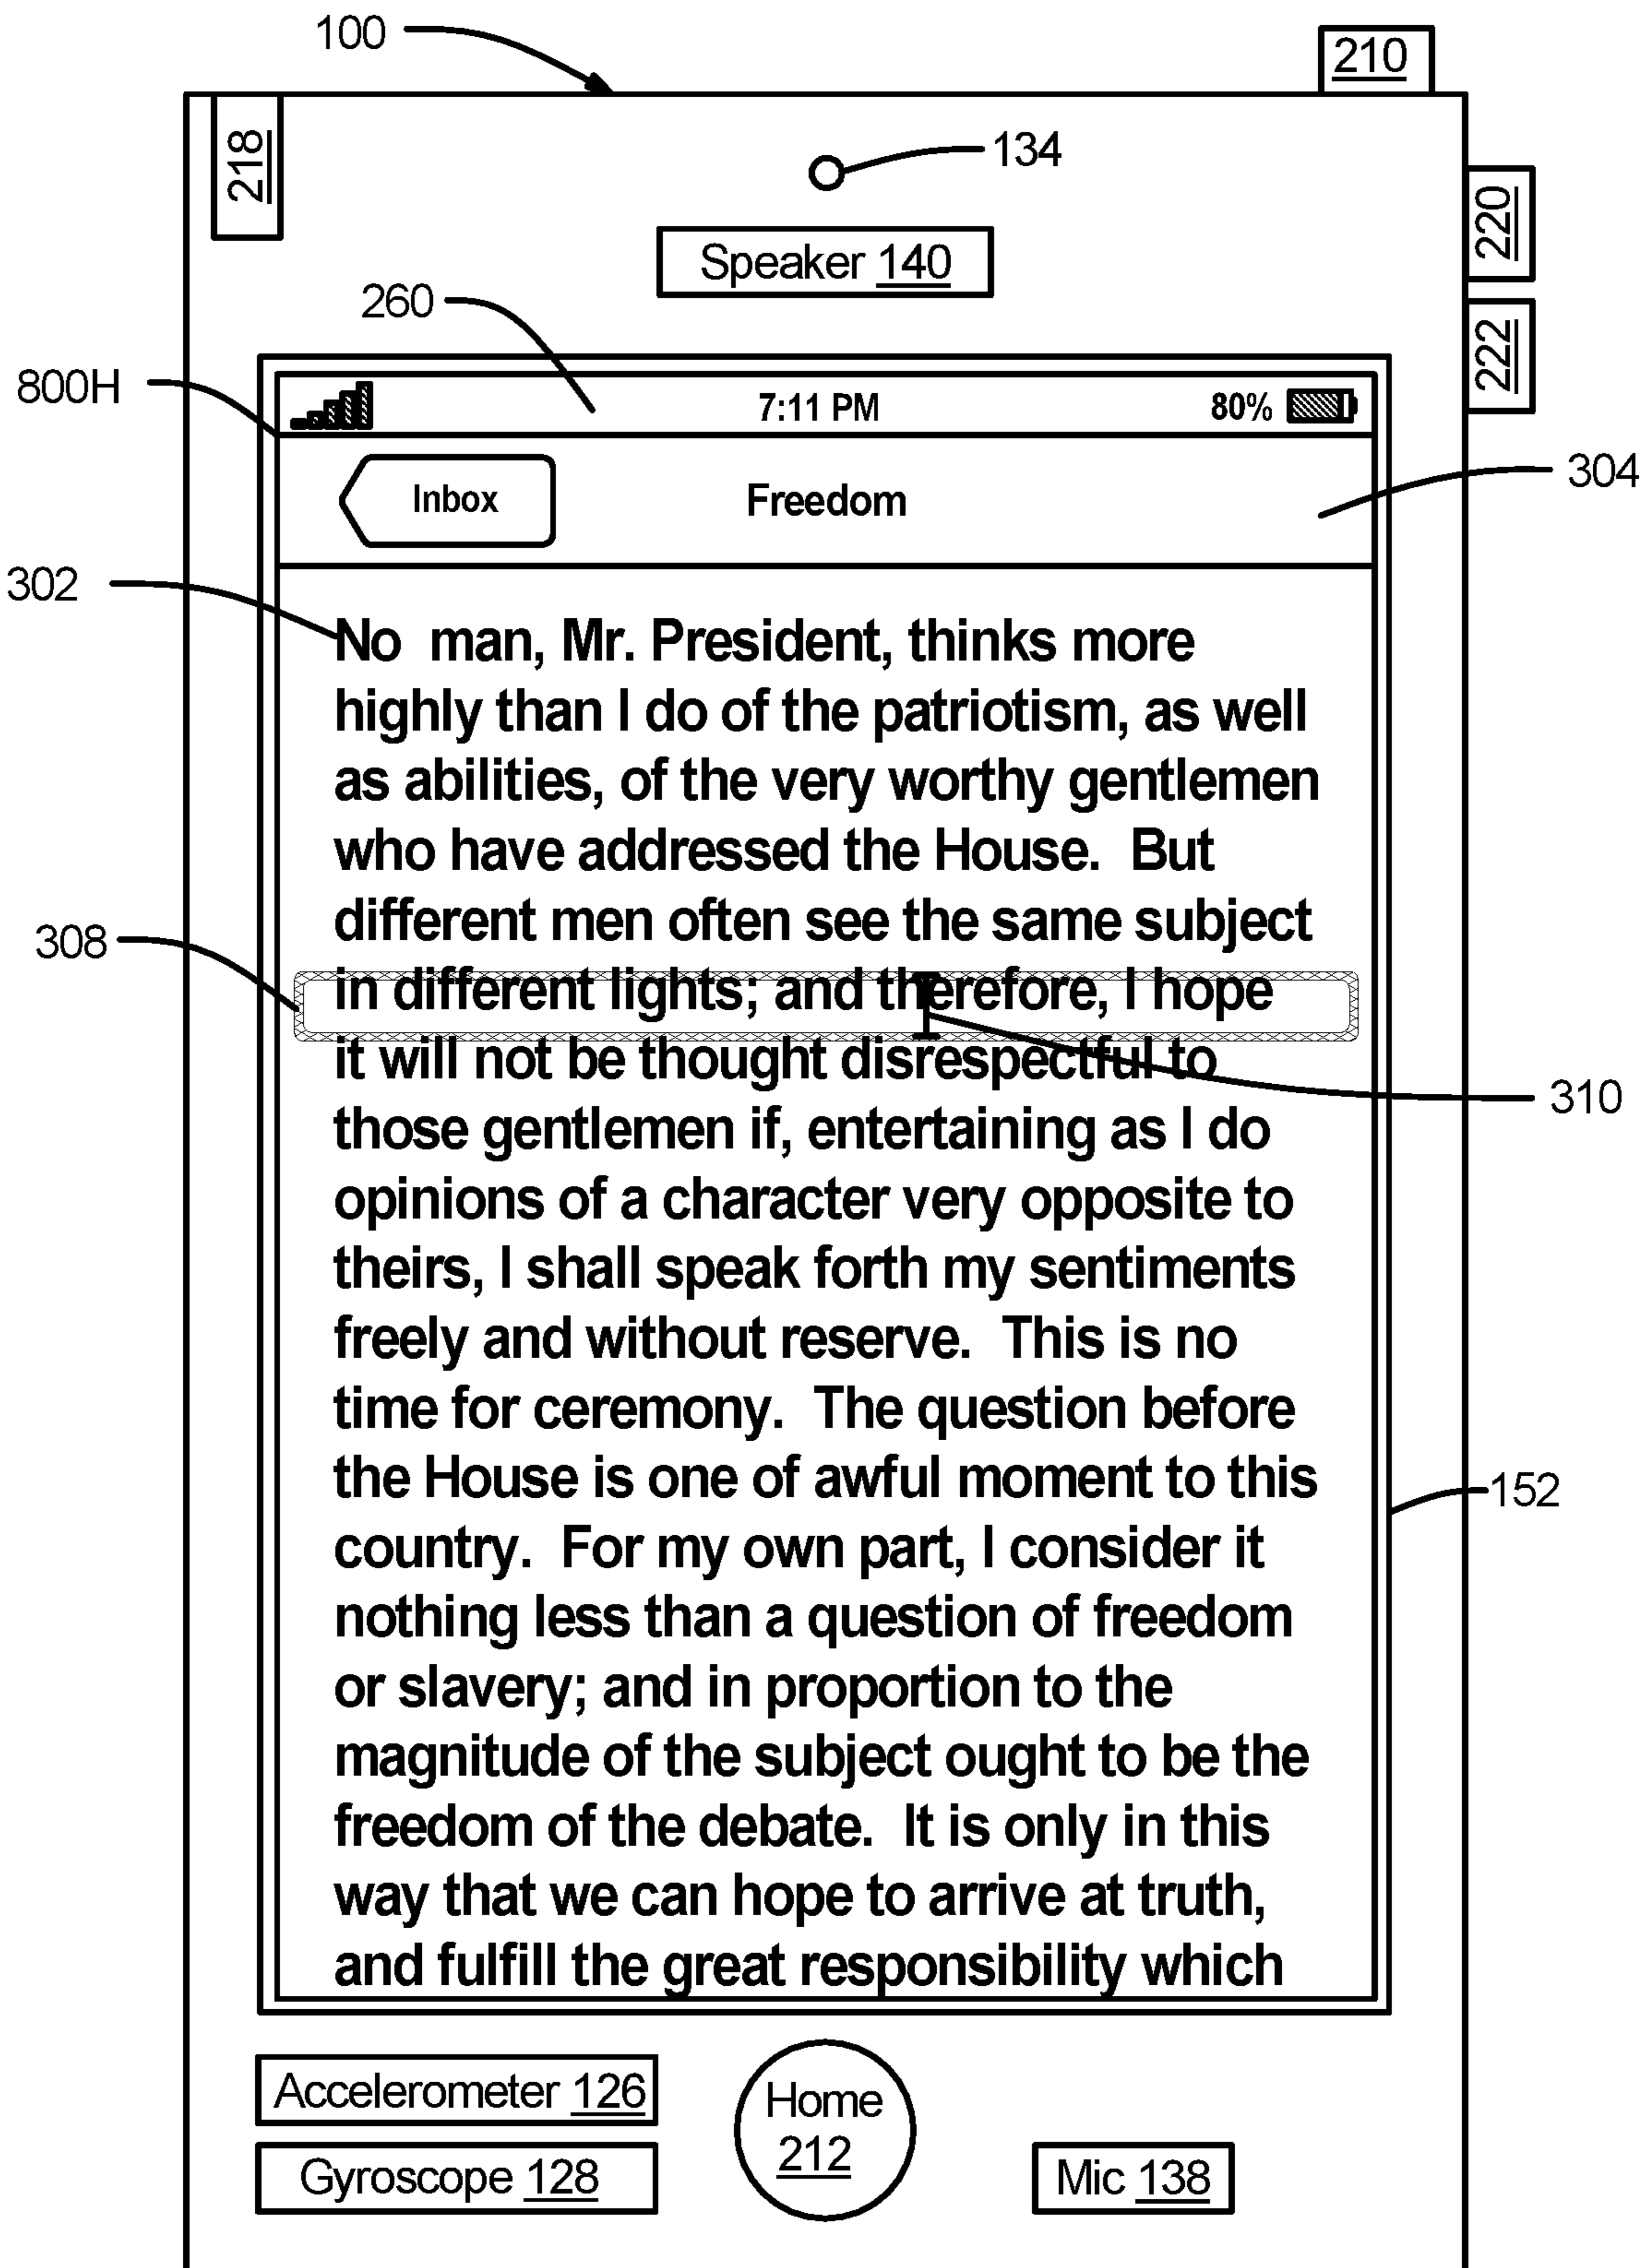 100
210
218
134
220
Speaker 140
260
222
800H
7:11 PM
80%
304
Inbox
Freedom
302
No  man, Mr. President, thinks more
highly than I do of the patriotism, as well
as abilities, of the very worthy gentlemen
who have addressed the House.  But
different men often see the same subject
308
in different lights; and therefore, I hope
it will not be thought disrespectful to
310
those gentlemen if, entertaining as I do
opinions of a character very opposite to
theirs, I shall speak forth my sentiments
freely and without reserve.  This is no
time for ceremony.  The question before
the House is one of awful moment to this
152
country.  For my own part, I consider it
nothing less than a question of freedom
or slavery; and in proportion to the
magnitude of the subject ought to be the
freedom of the debate.  It is only in this
way that we can hope to arrive at truth,
and fulfill the great responsibility which
Accelerometer 126
Home
212
Gyroscope 128
Mic 138